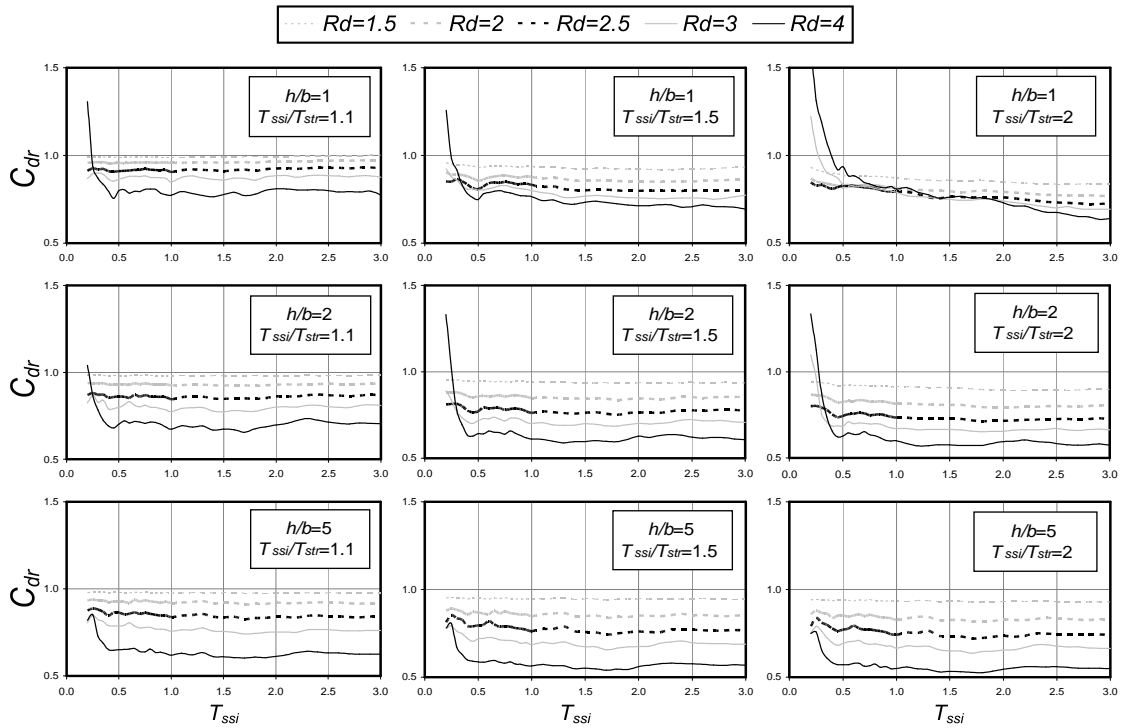 Rd=1.5 Rd=2 Rd=2.5 Rd=3 Rd=4
1.5 1.5 1.5
h/b=1 h/b=1 h/b=1
Tssi/Tstr=1.1 Tssi/Tstr=1.5 Tssi/Tstr=2
Cdr
1.0 1.0 1.0
0.5 0.5 0.5
0.0 0.5 1.0 1.5 2.0 2.5 3.0 0.0 0.5 1.0 1.5 2.0 2.5 3.0 0.0 0.5 1.0 1.5 2.0 2.5 3.0
1.5 1.5 1.5
h/b=2 h/b=2 h/b=2
Tssi/Tstr=1.1 Tssi/Tstr=1.5 Tssi/Tstr=2
Cdr
1.0 1.0 1.0
0.5 0.5 0.5
0.0 0.5 1.0 1.5 2.0 2.5 3.0 0.0 0.5 1.0 1.5 2.0 2.5 3.0 0.0 0.5 1.0 1.5 2.0 2.5 3.0
1.5 1.5 1.5
h/b=5 h/b=5 h/b=5
Tssi/Tstr=1.1 Tssi/Tstr=1.5 Tssi/Tstr=2
Cdr
1.0 1.0 1.0
0.5 0.5 0.5
0.0 0.5 1.0 1.5 2.0 2.5 3.0 0.0 0.5 1.0 1.5 2.0 2.5 3.0 0.0 0.5 1.0 1.5 2.0 2.5 3.0
Tssi Tssi Tssi